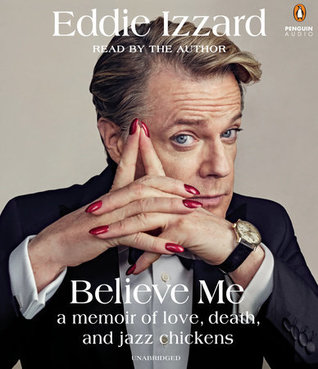 Eddie Izzard
READ BY THE AUTHOR
PENGUIN
AUDIO
Believe Me
a memoir of love, death,
and jazz chickens
UNABRIDGED